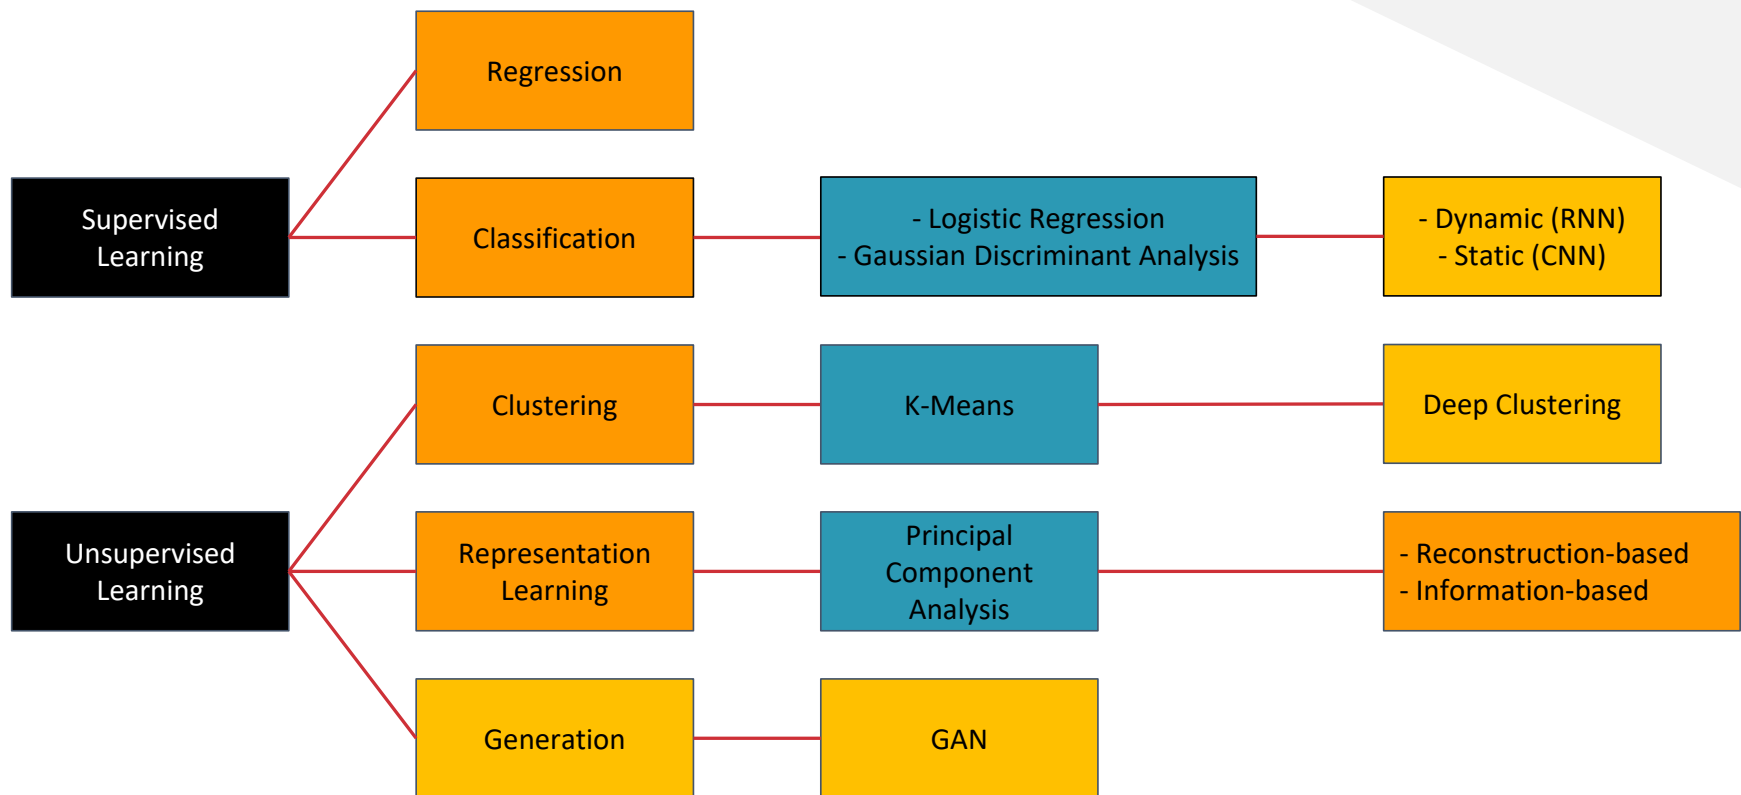 Regression
Supervised
Learning
Classification
- Logistic Regression
- Gaussian Discriminant Analysis
- Dynamic (RNN)
- Static (CNN)
Clustering
K-Means
Deep Clustering
Unsupervised
Learning
Representation
Learning
Principal
Component
Analysis
- Reconstruction-based
- Information-based
Generation
GAN